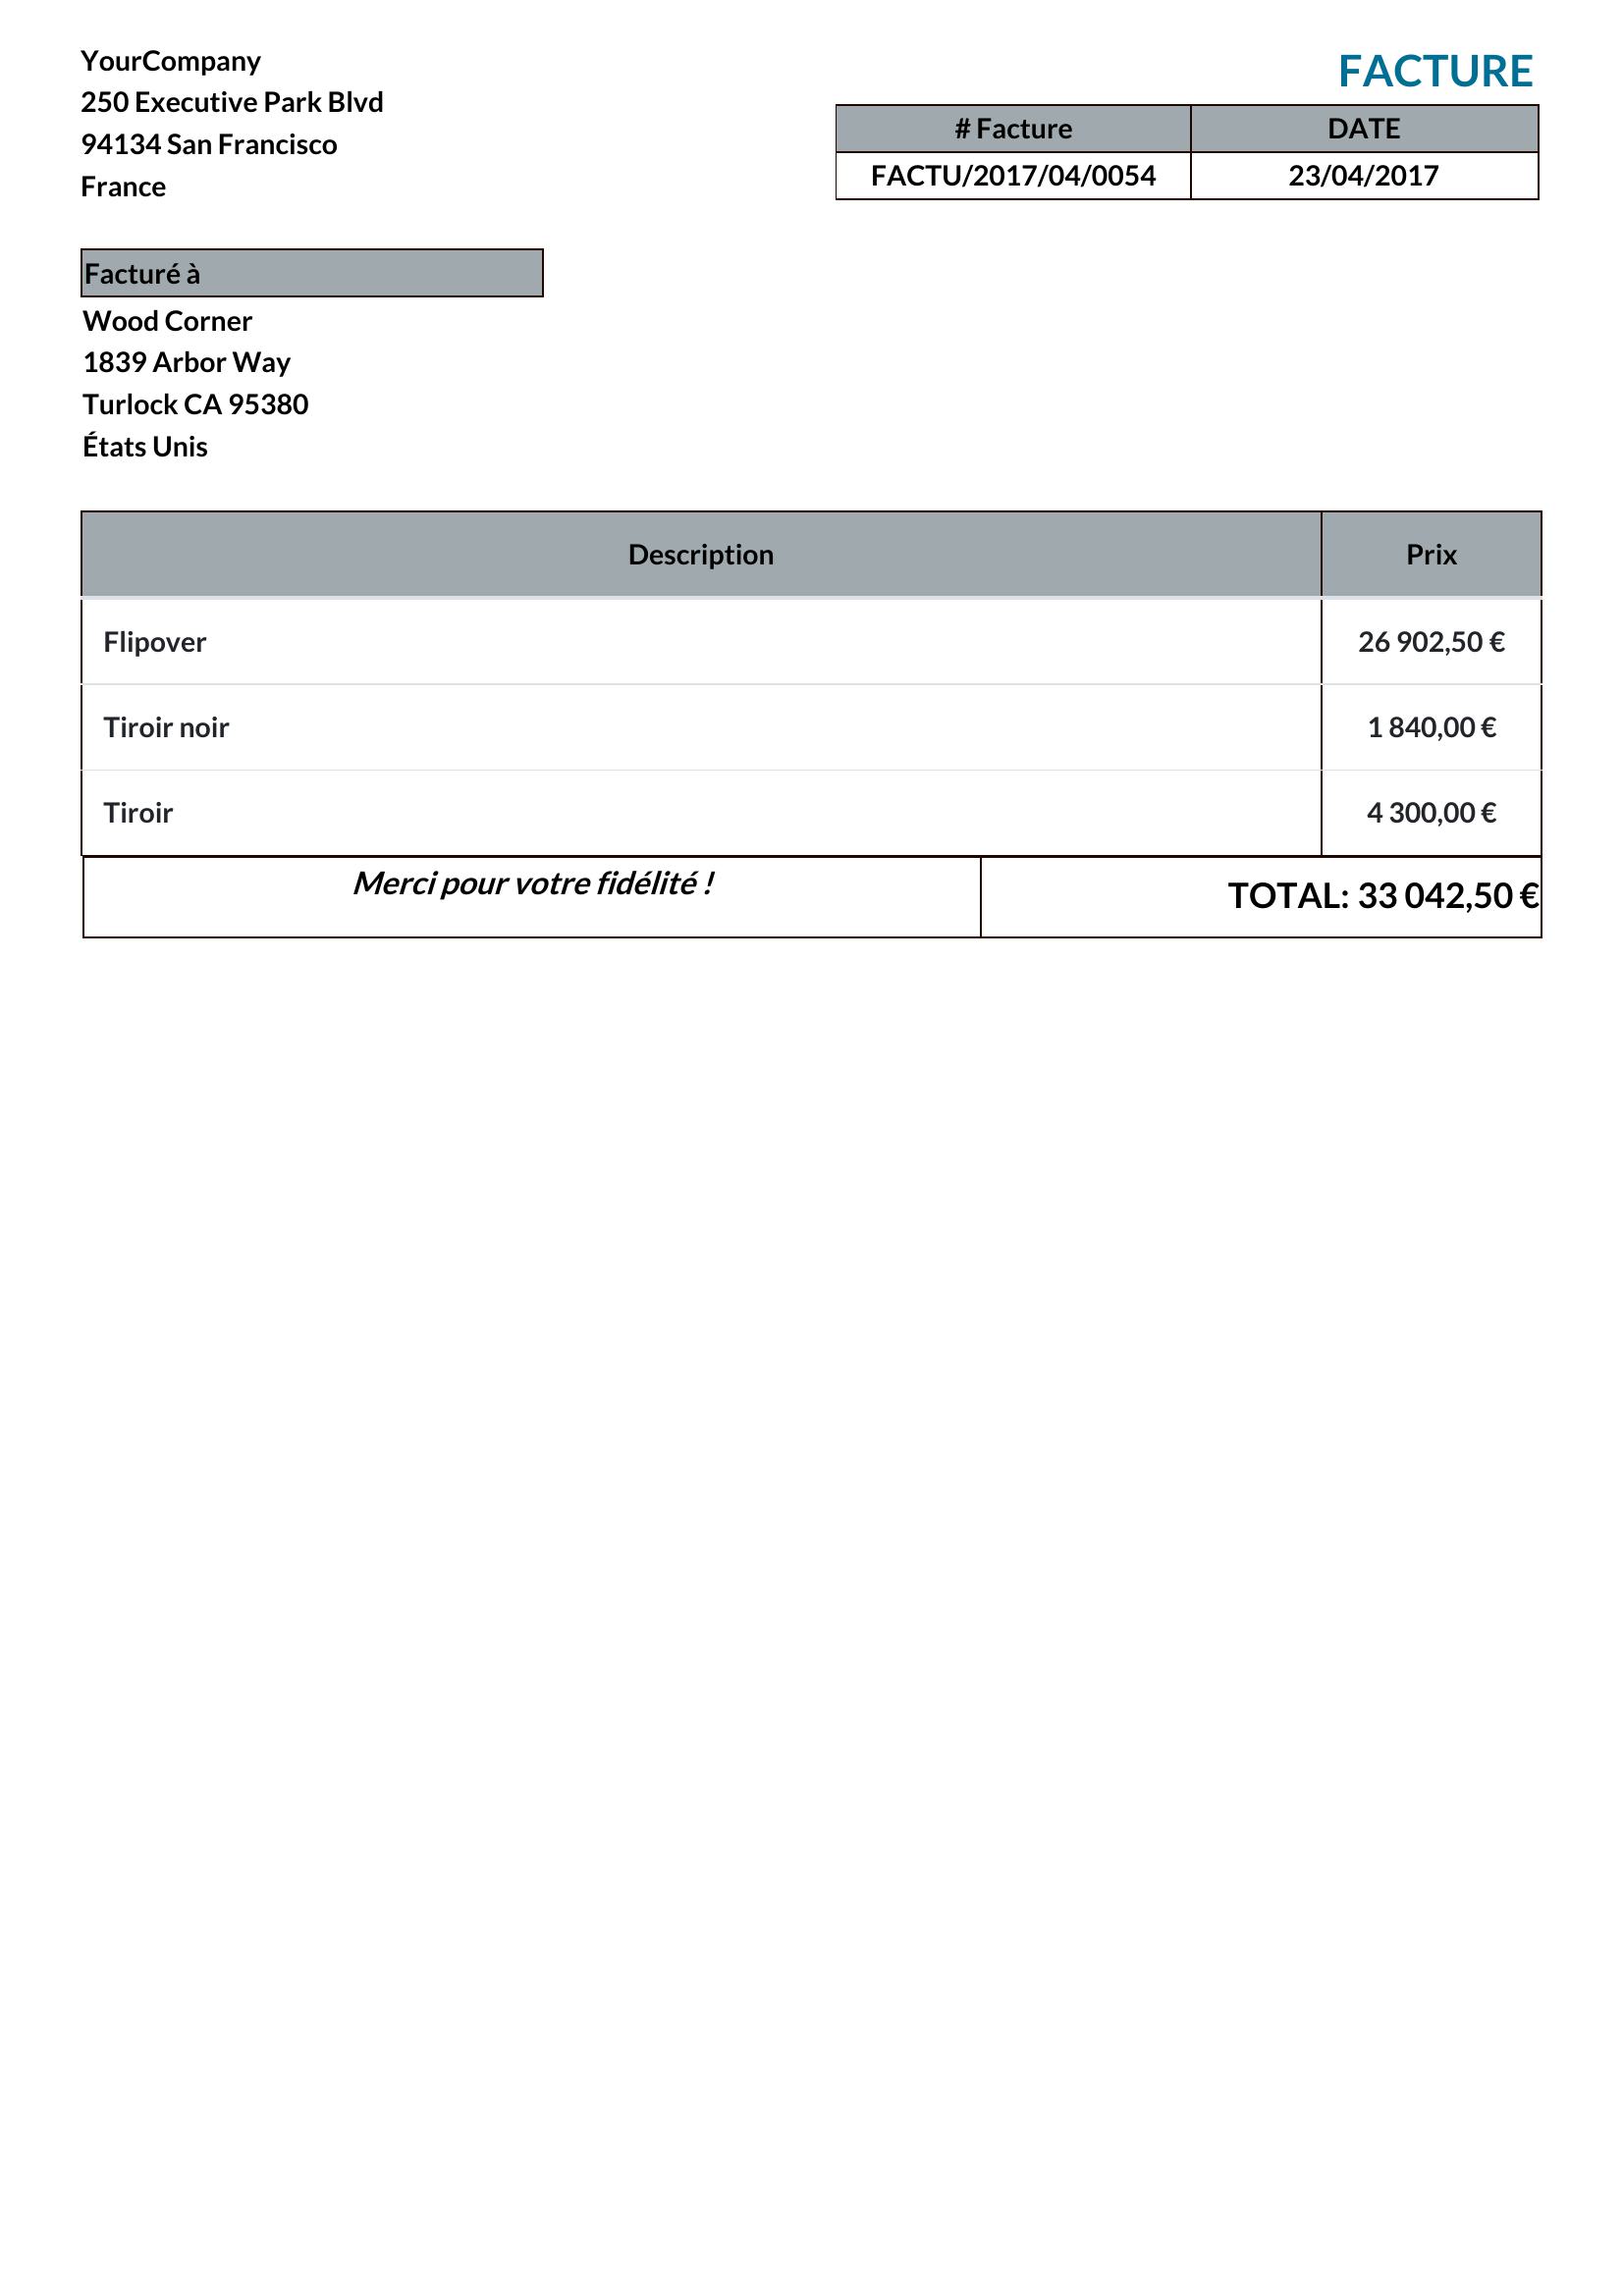 YourCompany
250 Executive Park Blvd
94134 San Francisco
France
FACTURE
# Facture DATE
FACTU/2017/04/0054 23/04/2017
Facturé à
Wood Corner
1839 Arbor Way
Turlock CA 95380
États Unis
Description Prix
Flipover 26 902,50 €
Tiroir noir 1 840,00 €
Tiroir 4 300,00 €
Merci pour votre fidélité ! TOTAL: 33 042,50 €